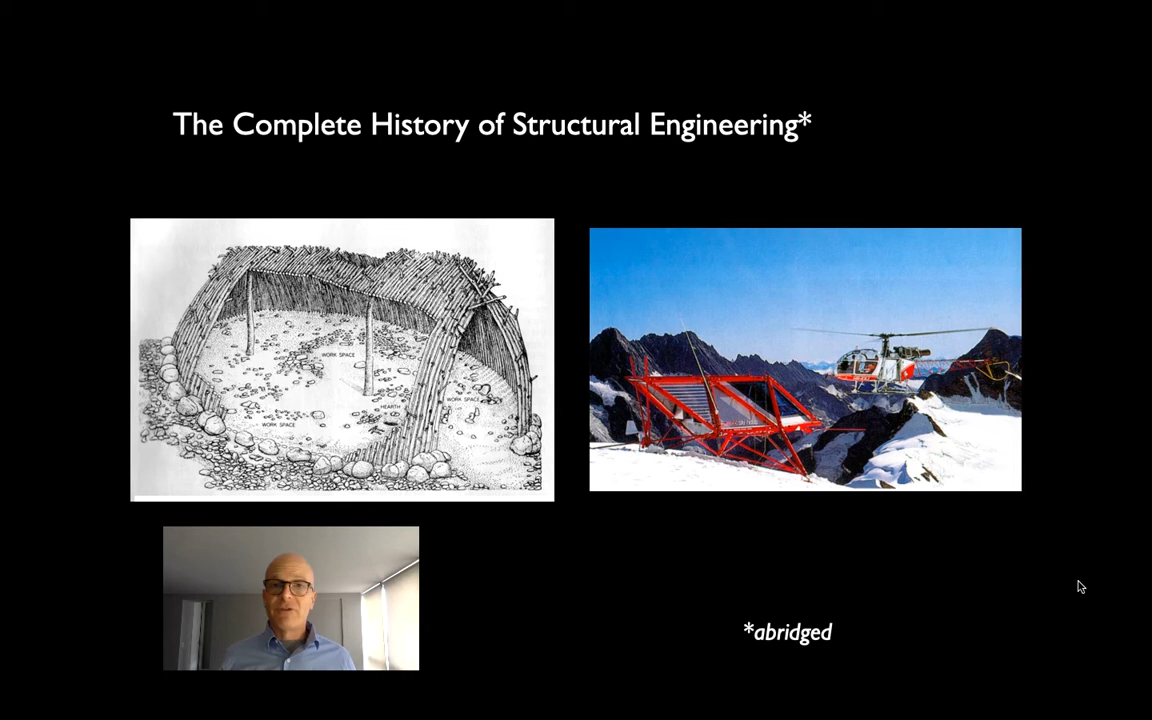 The Complete History of Structural Engineering*
WORK SPACE
HEARTH
WORK SPACE
WORK SPACE
*abridged